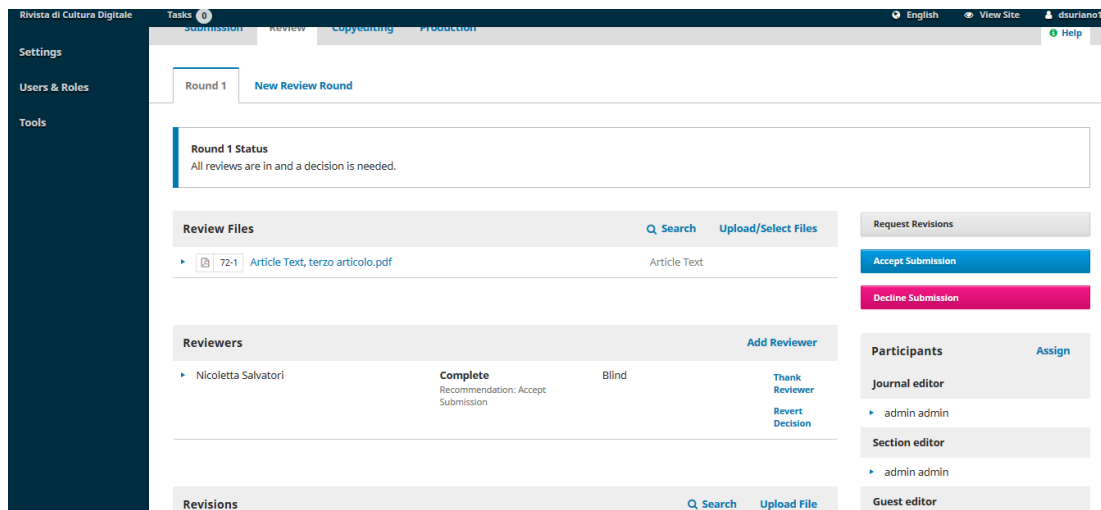 Rivista di Cultura Digitale Tasks 0 English View Site dsuriano1
Submission Review Copyediting Production
Help
Settings
Users & Roles
Tools
Round 1 New Review Round
Round 1 Status
All reviews are in and a decision is needed.
Review Files Search Upload/Select Files
72-1 Article Text, terzo articolo.pdf Article Text
Request Revisions
Accept Submission
Decline Submission
Reviewers Add Reviewer
Nicoletta Salvatori Complete Blind Thank Reviewer
Recommendation: Accept Submission
Revert Decision
Participants Assign
Journal editor
admin admin
Section editor
admin admin
Guest editor
Revisions Search Upload File